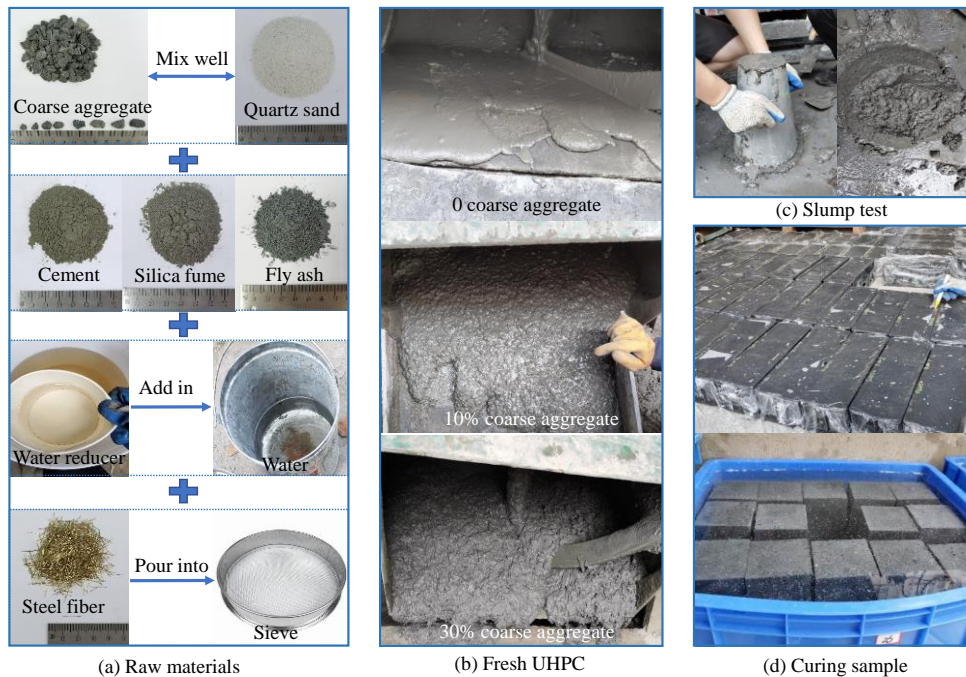 Mix well
Coarse aggregate
Quartz sand
Cement
Silica fume
Fly ash
Add in
Water reducer
Water
Pour into
Steel fiber
Sieve
(a) Raw materials
0 coarse aggregate
10% coarse aggregate
30% coarse aggregate
(b) Fresh UHPC
(c) Slump test
(d) Curing sample